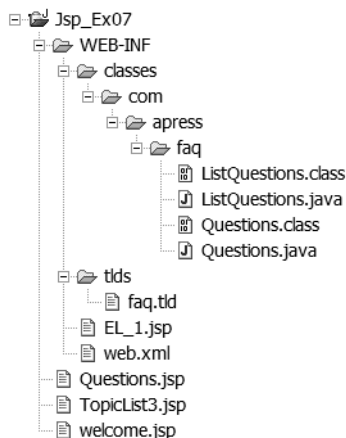 Jsp_Ex07
WEB-INF
classes
com
apress
faq
ListQuestions.class
ListQuestions.java
Questions.class
Questions.java
tlds
faq.tld
EL_1.jsp
web.xml
Questions.jsp
TopicList3.jsp
welcome.jsp